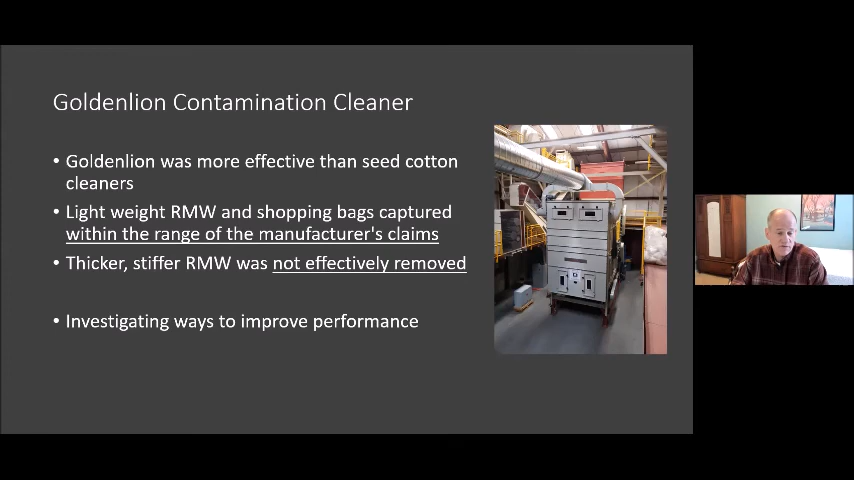 Goldenlion Contamination Cleaner
• Goldenlion was more effective than seed cotton
cleaners
• Light weight RMW and shopping bags captured
within the range of the manufacturer's claims
• Thicker, stiffer RMW was not effectively removed
• Investigating ways to improve performance